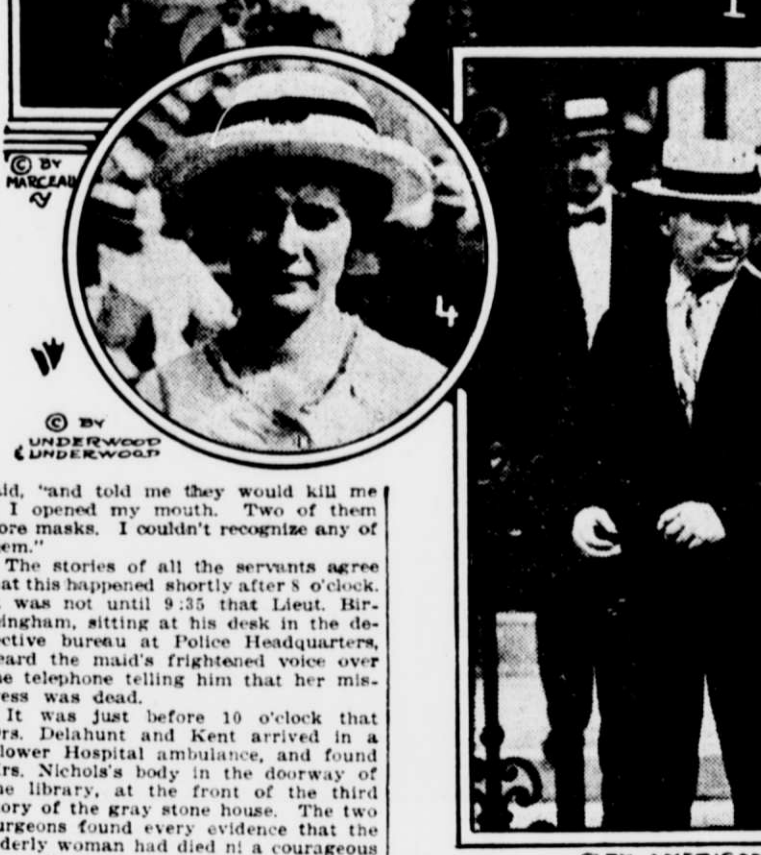 1
© BY
MARCEAU
4
© BY
UNDERWOOD
& UNDERWOOD
id, "and told me they would kill me
I opened my mouth. Two of them
ore masks. I couldn't recognize any of
em."
The stories of all the servants agree
at this happened shortly after 8 o'clock.
was not until 9:35 that Lieut. Bir-
ingham, sitting at his desk in the de-
ctive bureau at Police Headquarters,
eard the maid's frightened voice over
e telephone telling him that her mis-
ess was dead.
It was just before 10 o'clock that
rs. Delahunt and Kent arrived in a
lower Hospital ambulance, and found
rs. Nichols's body in the doorway of
e library, at the front of the third
ory of the gray stone house. The two
urgeons found every evidence that the
derly woman had died ni a courageous